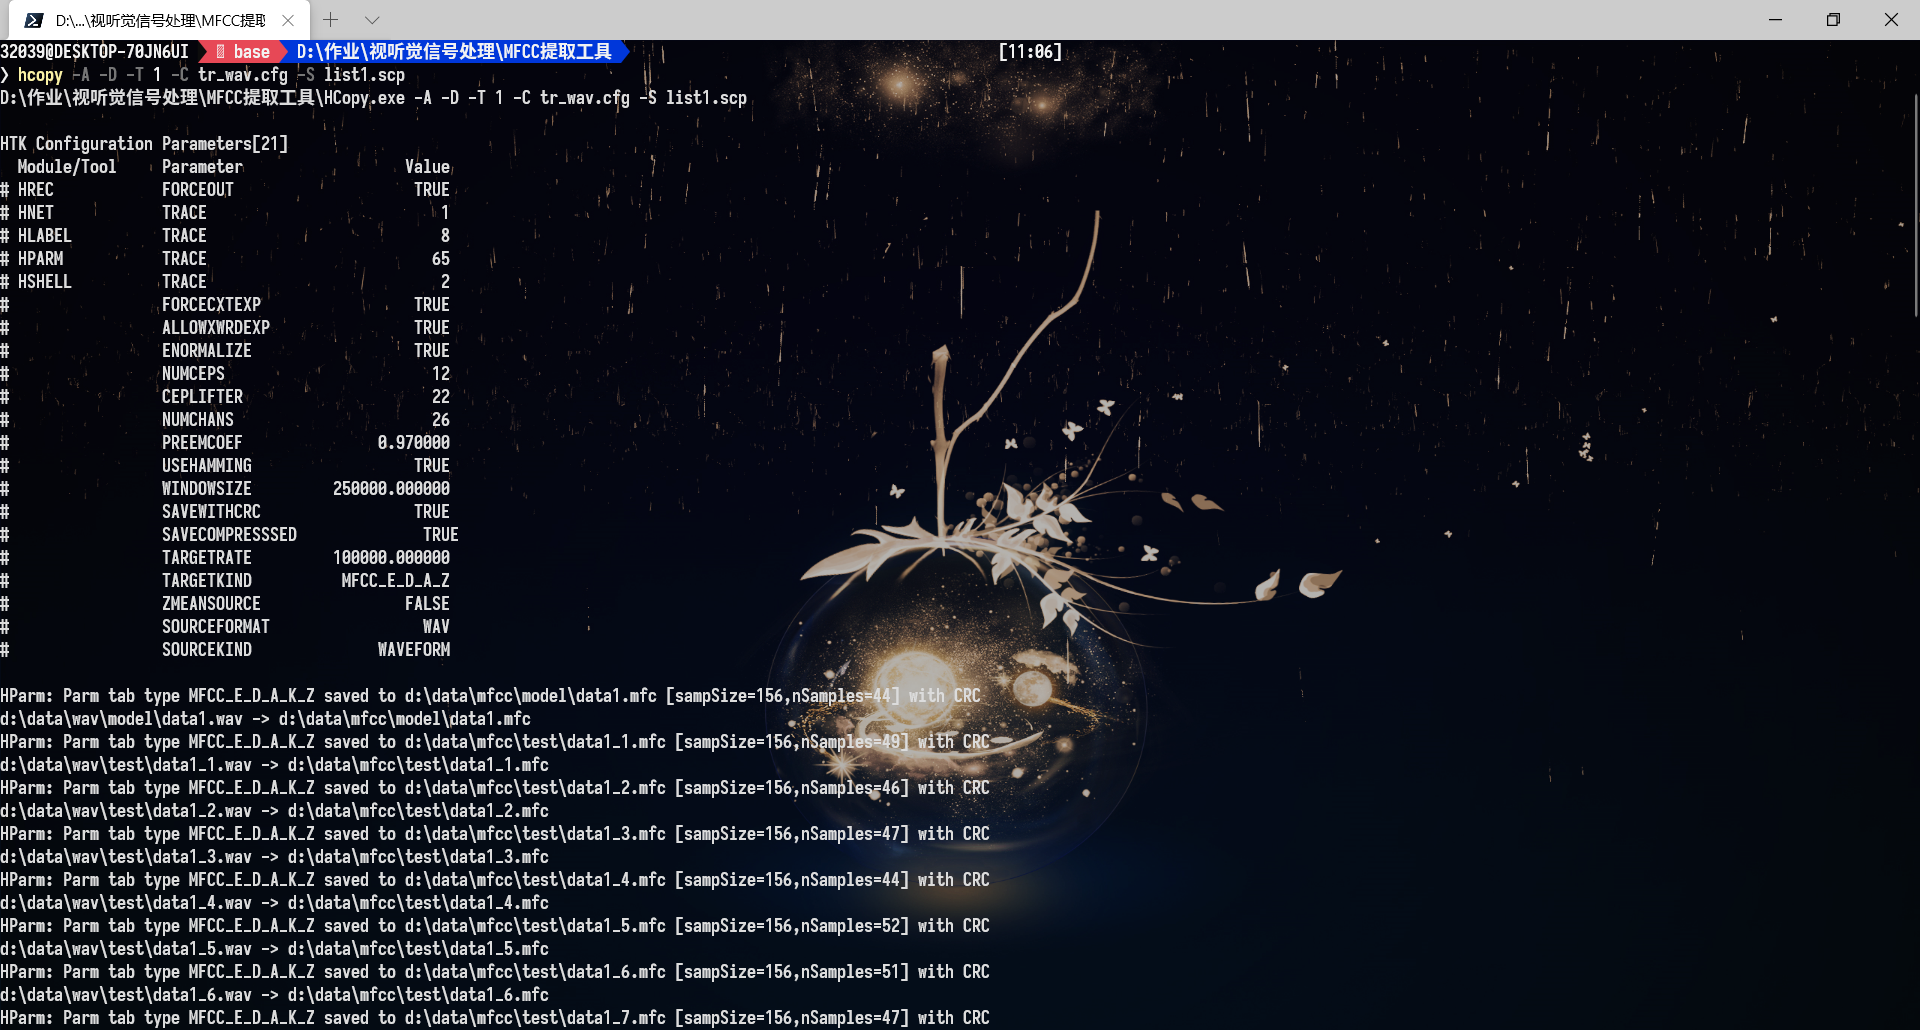 D:\...\视听觉信号处理\MFCC提取
32039@DESKTOP-70JN6UI base D:\作业\视听觉信号处理\MFCC提取工具 [11:06]
❯ hcopy -A -D -T 1 -C tr_wav.cfg -S list1.scp
D:\作业\视听觉信号处理\MFCC提取工具\HCopy.exe -A -D -T 1 -C tr_wav.cfg -S list1.scp
HTK Configuration Parameters[21]
Module/Tool Parameter Value
# HREC FORCEOUT TRUE
# HNET TRACE 1
# HLABEL TRACE 8
# HPARM TRACE 65
# HSHELL TRACE 2
# FORCECXTEXP TRUE
# ALLOWXWRDEXP TRUE
# ENORMALIZE TRUE
# NUMCEPS 12
# CEPLIFTER 22
# NUMCHANS 26
# PREEMCOEF 0.970000
# USEHAMMING TRUE
# WINDOWSIZE 250000.000000
# SAVEWITHCRC TRUE
# SAVECOMPRESSSED TRUE
# TARGETRATE 100000.000000
# TARGETKIND MFCC_E_D_A_Z
# ZMEANSOURCE FALSE
# SOURCEFORMAT WAV
# SOURCEKIND WAVEFORM
HParm: Parm tab type MFCC_E_D_A_K_Z saved to d:\data\mfcc\model\data1.mfc [sampSize=156,nSamples=44] with CRC
d:\data\wav\model\data1.wav -> d:\data\mfcc\model\data1.mfc
HParm: Parm tab type MFCC_E_D_A_K_Z saved to d:\data\mfcc\test\data1_1.mfc [sampSize=156,nSamples=49] with CRC
d:\data\wav\test\data1_1.wav -> d:\data\mfcc\test\data1_1.mfc
HParm: Parm tab type MFCC_E_D_A_K_Z saved to d:\data\mfcc\test\data1_2.mfc [sampSize=156,nSamples=46] with CRC
d:\data\wav\test\data1_2.wav -> d:\data\mfcc\test\data1_2.mfc
HParm: Parm tab type MFCC_E_D_A_K_Z saved to d:\data\mfcc\test\data1_3.mfc [sampSize=156,nSamples=47] with CRC
d:\data\wav\test\data1_3.wav -> d:\data\mfcc\test\data1_3.mfc
HParm: Parm tab type MFCC_E_D_A_K_Z saved to d:\data\mfcc\test\data1_4.mfc [sampSize=156,nSamples=44] with CRC
d:\data\wav\test\data1_4.wav -> d:\data\mfcc\test\data1_4.mfc
HParm: Parm tab type MFCC_E_D_A_K_Z saved to d:\data\mfcc\test\data1_5.mfc [sampSize=156,nSamples=52] with CRC
d:\data\wav\test\data1_5.wav -> d:\data\mfcc\test\data1_5.mfc
HParm: Parm tab type MFCC_E_D_A_K_Z saved to d:\data\mfcc\test\data1_6.mfc [sampSize=156,nSamples=51] with CRC
d:\data\wav\test\data1_6.wav -> d:\data\mfcc\test\data1_6.mfc
HParm: Parm tab type MFCC_E_D_A_K_Z saved to d:\data\mfcc\test\data1_7.mfc [sampSize=156,nSamples=47] with CRC